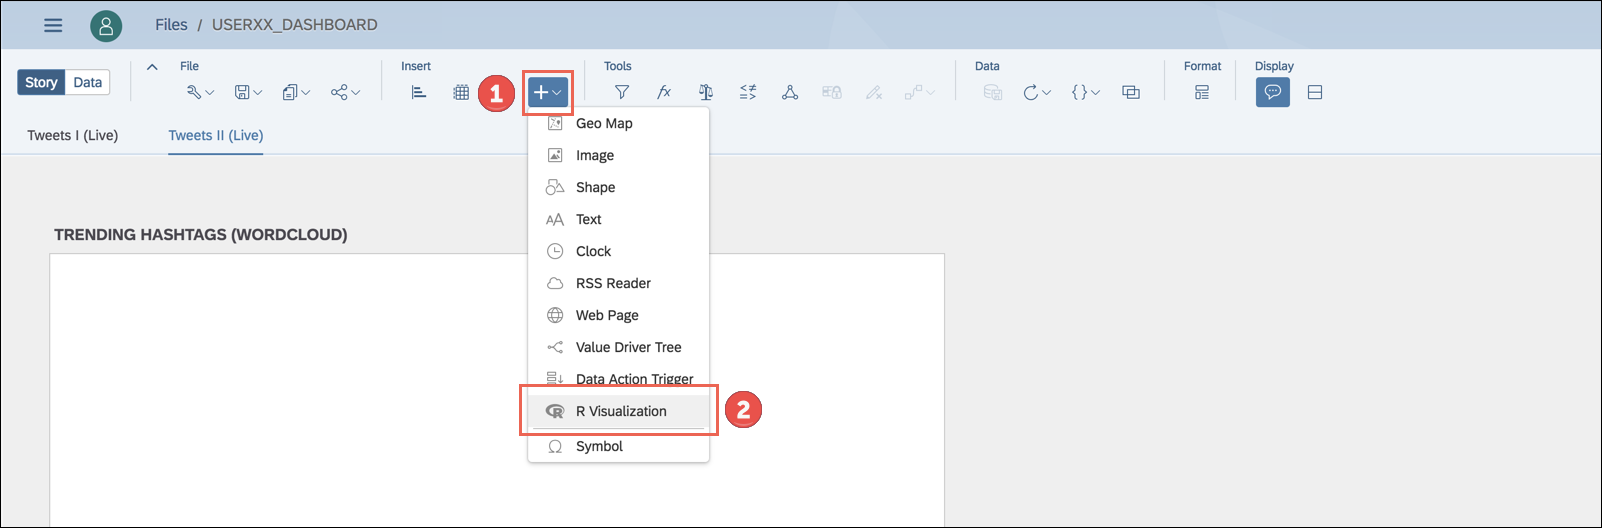 Files / USERXX_DASHBOARD
Story Data
File
Insert
Tools
Data
Format
Display
1
Tweets I (Live)
Tweets II (Live)
Geo Map
Image
Shape
AA Text
Clock
RSS Reader
Web Page
Value Driver Tree
Data Action Trigger
R Visualization
2
Ω Symbol
TRENDING HASHTAGS (WORDCLOUD)